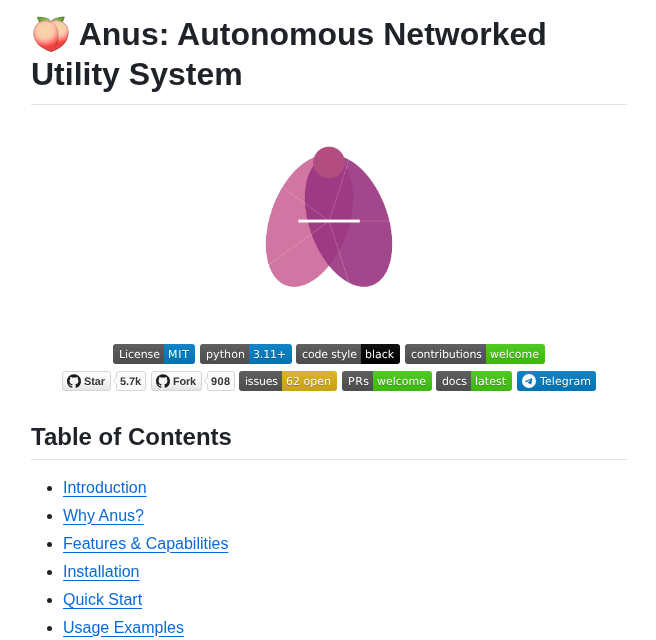 🍑 Anus: Autonomous Networked
Utility System
License MIT python 3.11+ code style black contributions welcome
Star 5.7k Fork 908 issues 62 open PRs welcome docs latest Telegram
Table of Contents
Introduction
Why Anus?
Features & Capabilities
Installation
Quick Start
Usage Examples